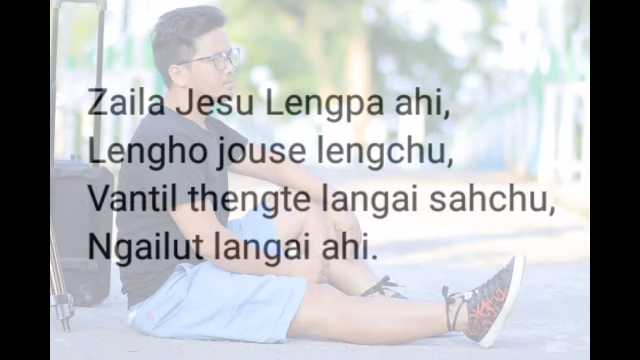 Zaila Jesu Lengpa ahi,
Lengho jouse lengchu,
Vantil thengte langai sahchu,
Ngailut langai ahi.